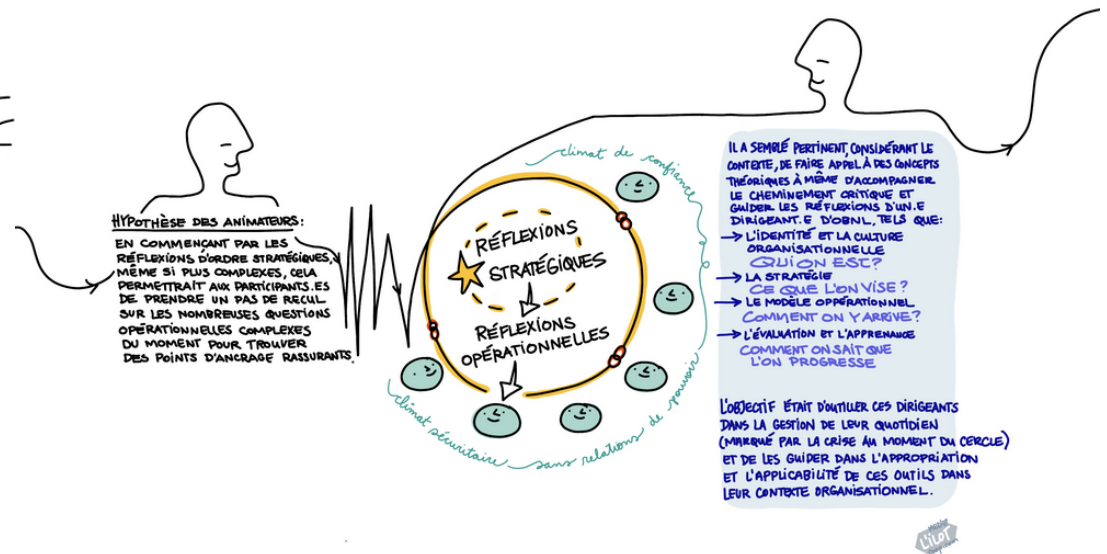 HYPOTHÈSE DES ANIMATEURS:
EN COMMENÇANT PAR LES
RÉFLEXIONS D'ORDRE STRATÉGIQUES,
MÊME SI PLUS COMPLEXES, CELA
PERMETTRAIT AUX PARTICIPANTS.ES
DE PRENDRE UN PAS DE RECUL
SUR LES NOMBREUSES QUESTIONS
OPÉRATIONNELLES COMPLEXES
DU MOMENT POUR TROUVER
DES POINTS D'ANCRAGE RASSURANTS.
climat de confiance
RÉFLEXIONS
STRATÉGIQUES
RÉFLEXIONS
OPÉRATIONNELLES
climat sécuritaire
sans relations de pouvoir
IL A SEMBLÉ PERTINENT, CONSIDÉRANT LE
CONTEXTE, DE FAIRE APPEL À DES CONCEPTS
THÉORIQUES À MÊME D'ACCOMPAGNER
LE CHEMINEMENT CRITIQUE ET
GUIDER LES RÉFLEXIONS D'UN.E
DIRIGEANT.E D'OBNL, TELS QUE:
→ L'IDENTITÉ ET LA CULTURE
ORGANISATIONNELLE
QUI ON EST?
→ LA STRATÉGIE
CE QUE L'ON VISE?
→ LE MODÈLE OPPÉRATIONNEL
COMMENT ON Y ARRIVE?
→ L'ÉVALUATION ET L'APPRENANCE
COMMENT ON SAIT QUE
L'ON PROGRESSE
L'OBJECTIF ÉTAIT D'OUTILLER CES DIRIGEANTS
DANS LA GESTION DE LEUR QUOTIDIEN
(MARQUÉ PAR LA CRISE AU MOMENT DU CERCLE)
ET DE LES GUIDER DANS L'APPROPRIATION
ET L'APPLICABILITÉ DE CES OUTILS DANS
LEUR CONTEXTE ORGANISATIONNEL.
L'ILOT